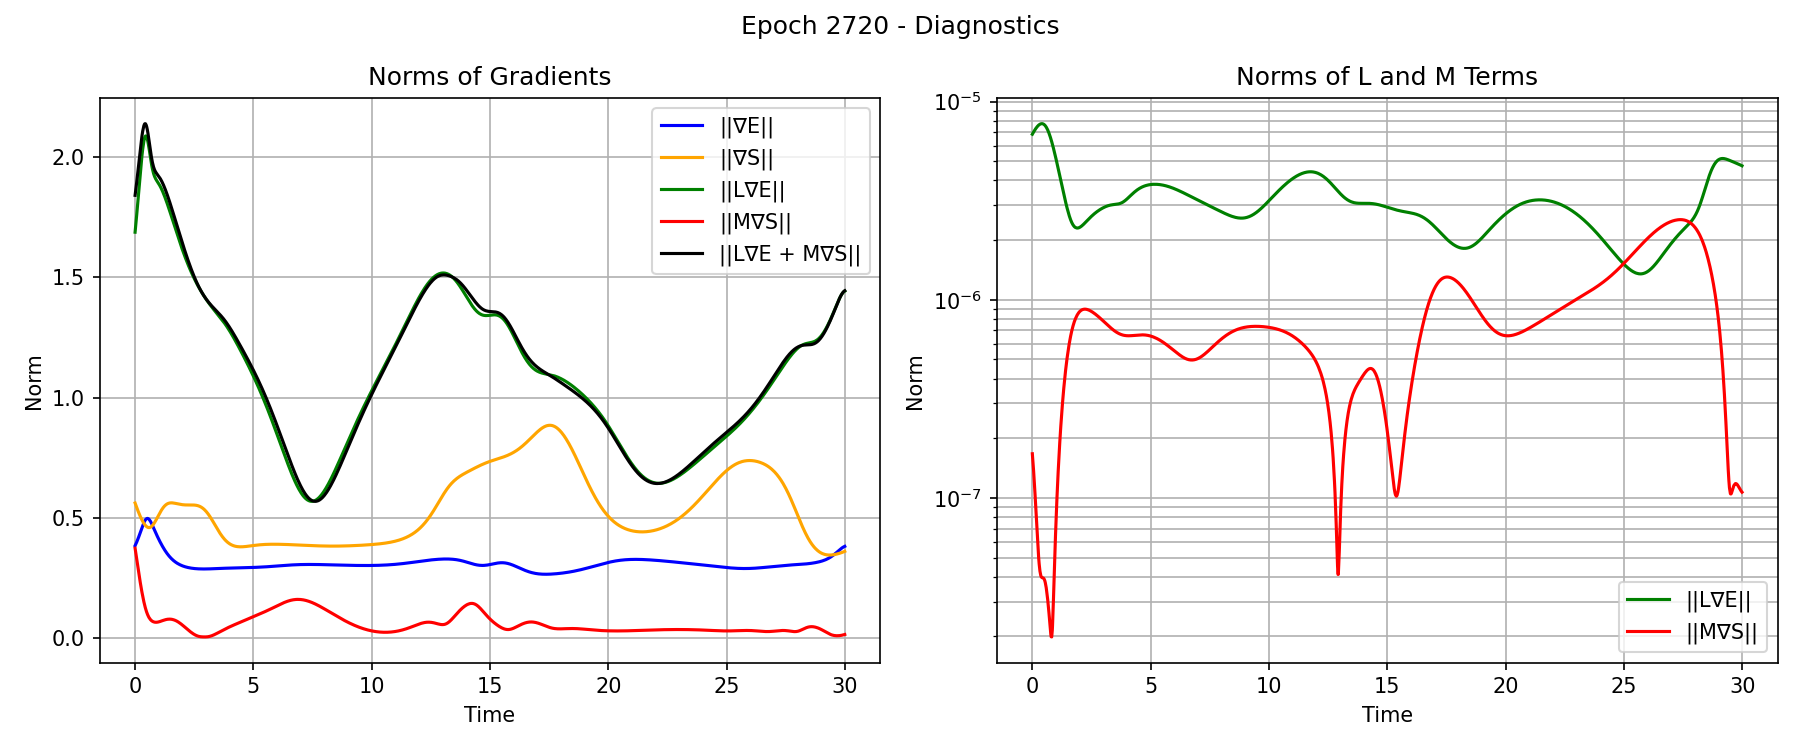 Epoch 2720 - Diagnostics
Norms of Gradients
Norm
2.0
1.5
1.0
0.5
0.0
0 5 10 15 20 25 30
Time
||∇E||
||∇S||
||L∇E||
||M∇S||
||L∇E + M∇S||
Norms of L and M Terms
Norm
10⁻⁵
10⁻⁶
10⁻⁷
0 5 10 15 20 25 30
Time
||L∇E||
||M∇S||